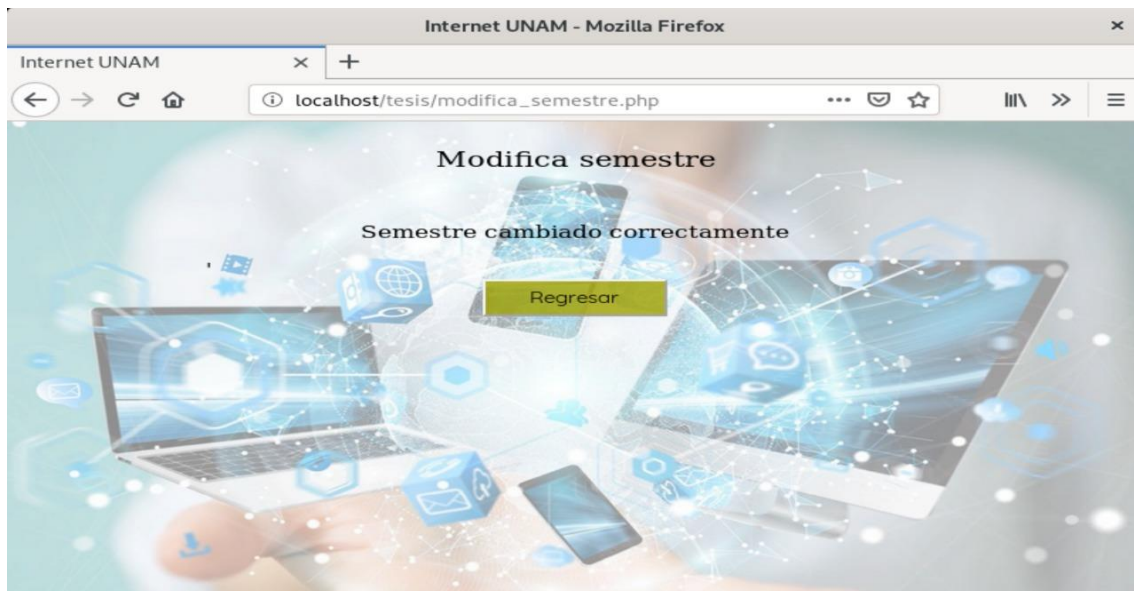 Internet UNAM - Mozilla Firefox
Internet UNAM
localhost/tesis/modifica_semestre.php
Modifica semestre
Semestre cambiado correctamente
'
Regresar